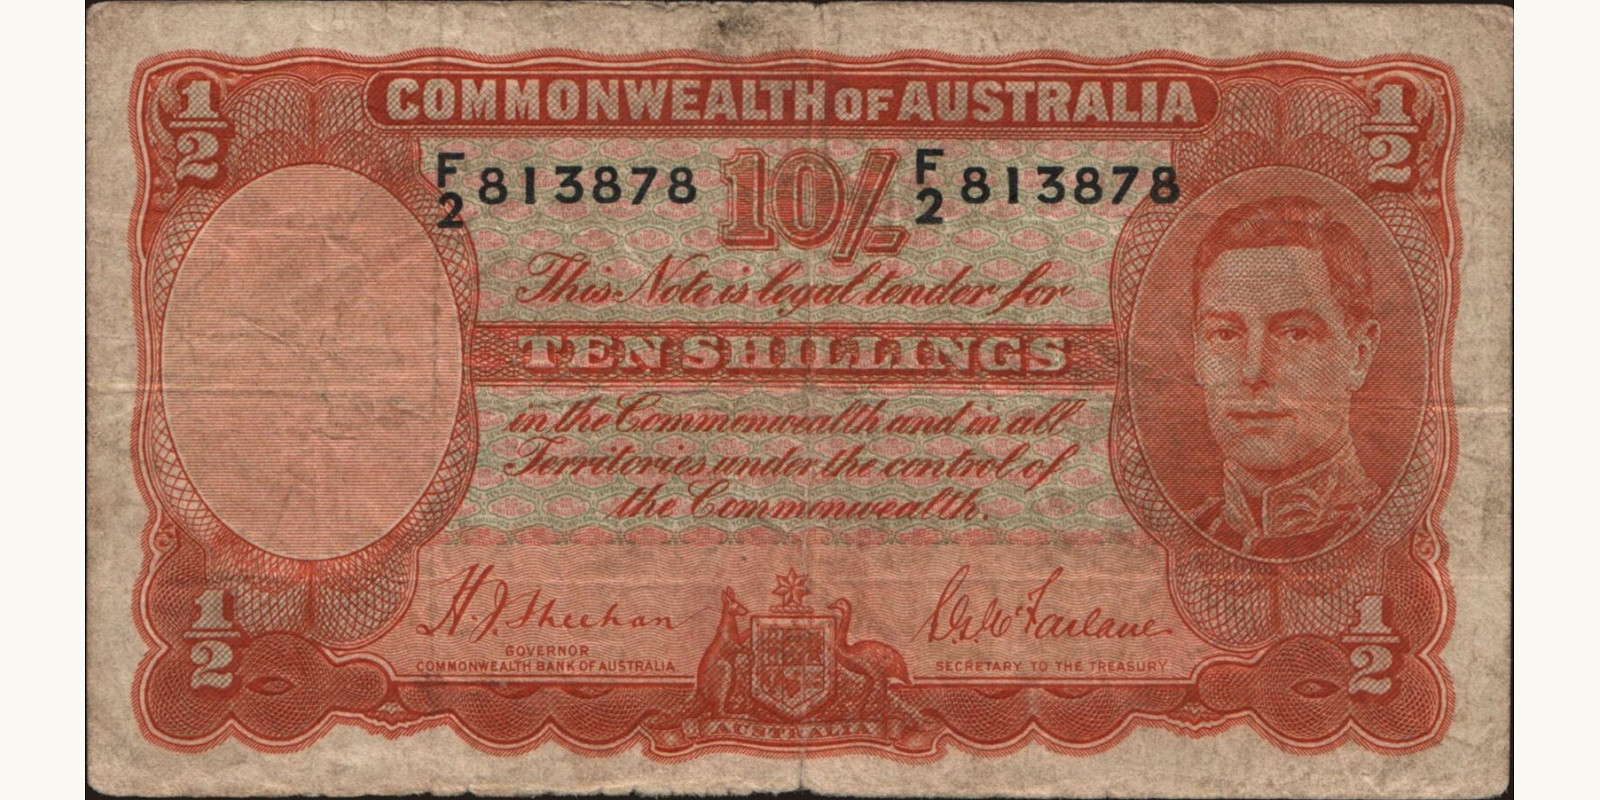 1/2 COMMONWEALTH OF AUSTRALIA 1/2
F/2 813878 10/- F/2 813878
This Note is legal tender for
TEN SHILLINGS
in the Commonwealth and in all
Territories under the control of
the Commonwealth.
H.J. Sheehan
GOVERNOR
COMMONWEALTH BANK OF AUSTRALIA
S.G. McFarlane
SECRETARY TO THE TREASURY
1/2 1/2
AUSTRALIA